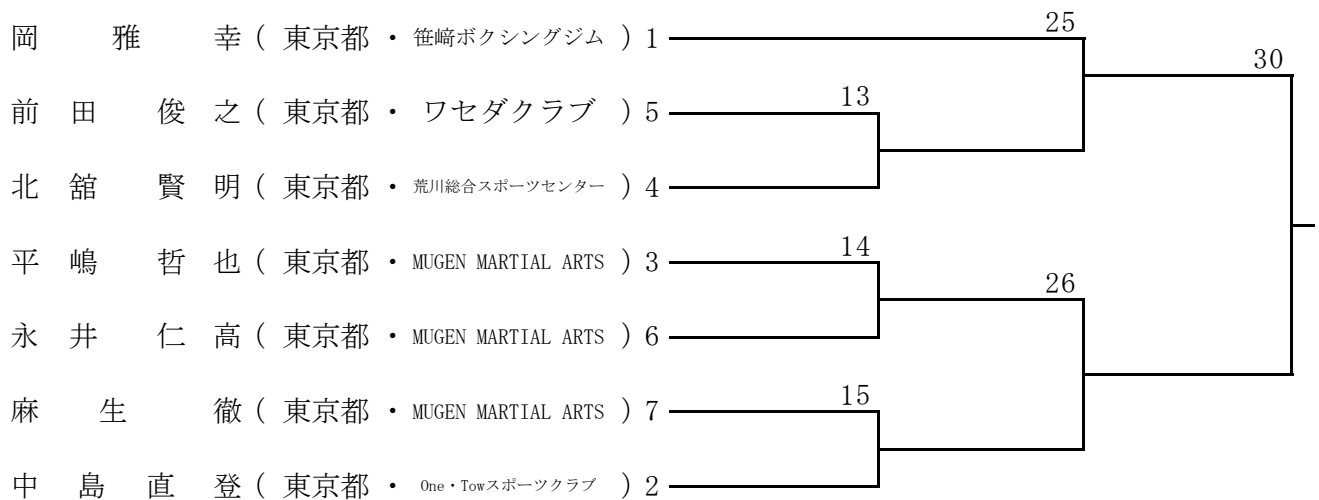 岡 雅 幸 ( 東京都 ・ 笹﨑ボクシングジム ) 1
25
30
前 田 俊 之 ( 東京都 ・ ワセダクラブ ) 5
13
北 舘 賢 明 ( 東京都 ・ 荒川総合スポーツセンター ) 4
平 嶋 哲 也 ( 東京都 ・ MUGEN MARTIAL ARTS ) 3
14
26
永 井 仁 高 ( 東京都 ・ MUGEN MARTIAL ARTS ) 6
麻 生 徹 ( 東京都 ・ MUGEN MARTIAL ARTS ) 7
15
中 島 直 登 ( 東京都 ・ One・Towスポーツクラブ ) 2